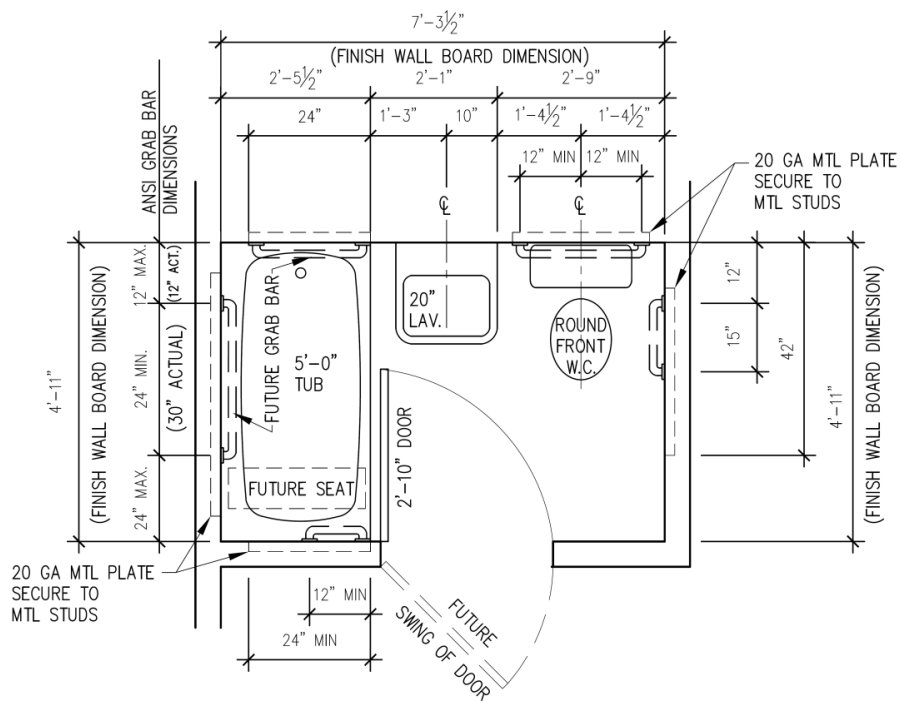 7'-3½"
(FINISH WALL BOARD DIMENSION)
2'-5½"
2'-1"
2'-9"
24"
1'-3"
10"
1'-4½"
1'-4½"
12" MIN
12" MIN
20 GA MTL PLATE
SECURE TO
MTL STUDS
ANSI GRAB BAR
DIMENSIONS
℄
℄
4'-11"
(FINISH WALL BOARD DIMENSION)
12" MAX.
(12" ACT.)
24" MIN.
(30" ACTUAL)
24" MAX.
FUTURE GRAB BAR
5'-0"
TUB
FUTURE SEAT
20"
LAV.
ROUND
FRONT
W.C.
2'-10" DOOR
12"
15"
42"
4'-11"
(FINISH WALL BOARD DIMENSION)
20 GA MTL PLATE
SECURE TO
MTL STUDS
12" MIN
24" MIN
FUTURE
SWING OF DOOR